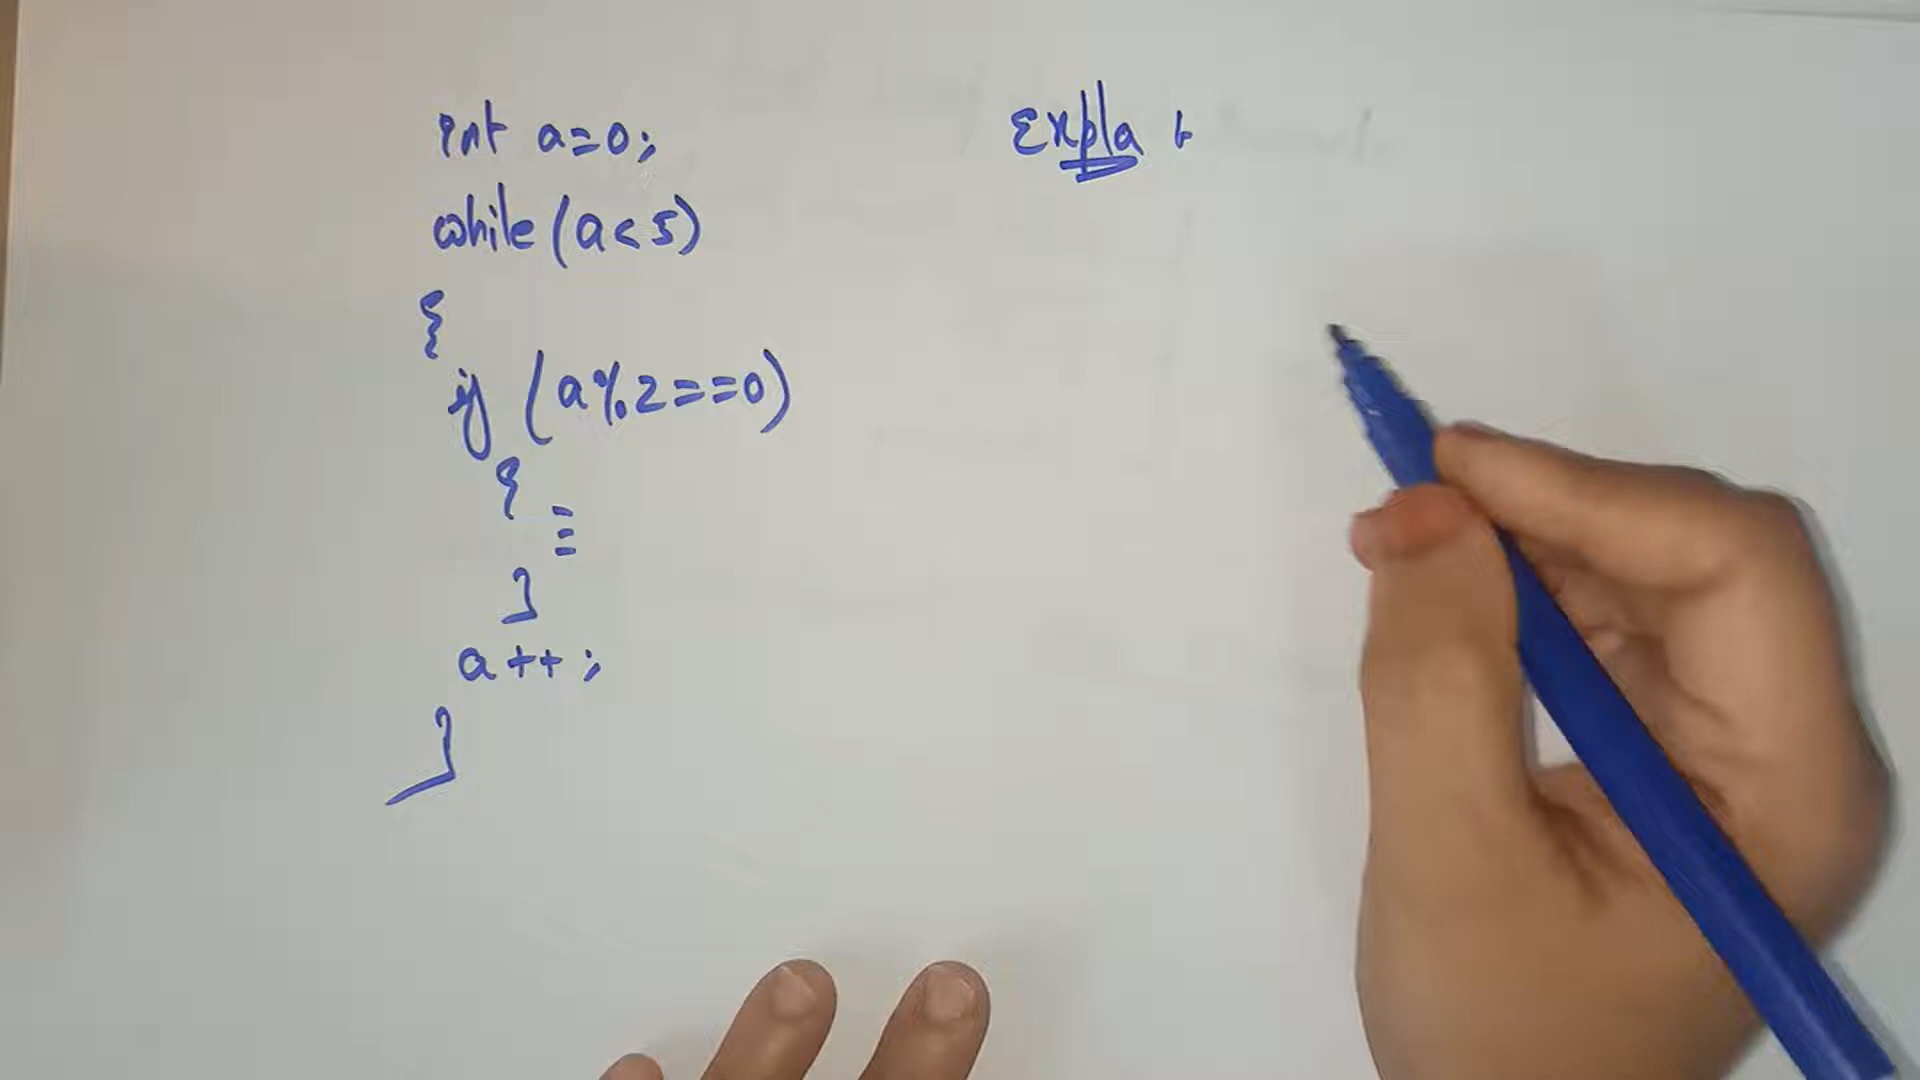 int a=0;
while (a<5)
{
if (a%2==0)
{
}
a++;
}
Expla